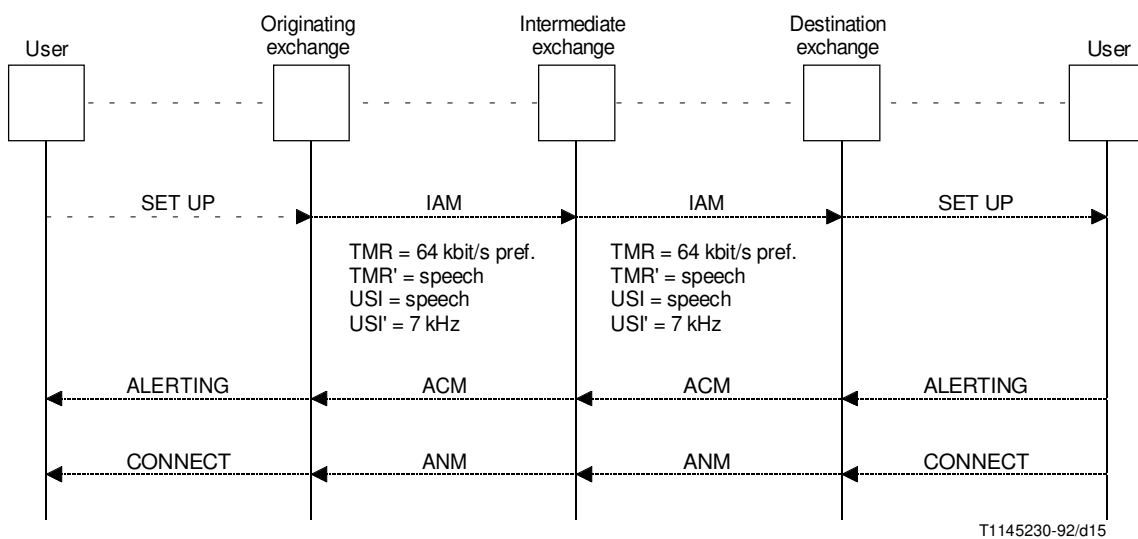 User
Originating
exchange
Intermediate
exchange
Destination
exchange
User
SET UP
IAM
IAM
SET UP
TMR = 64 kbit/s pref.
TMR' = speech
USI = speech
USI' = 7 kHz
TMR = 64 kbit/s pref.
TMR' = speech
USI = speech
USI' = 7 kHz
ALERTING
ACM
ACM
ALERTING
CONNECT
ANM
ANM
CONNECT
T1145230-92/d15